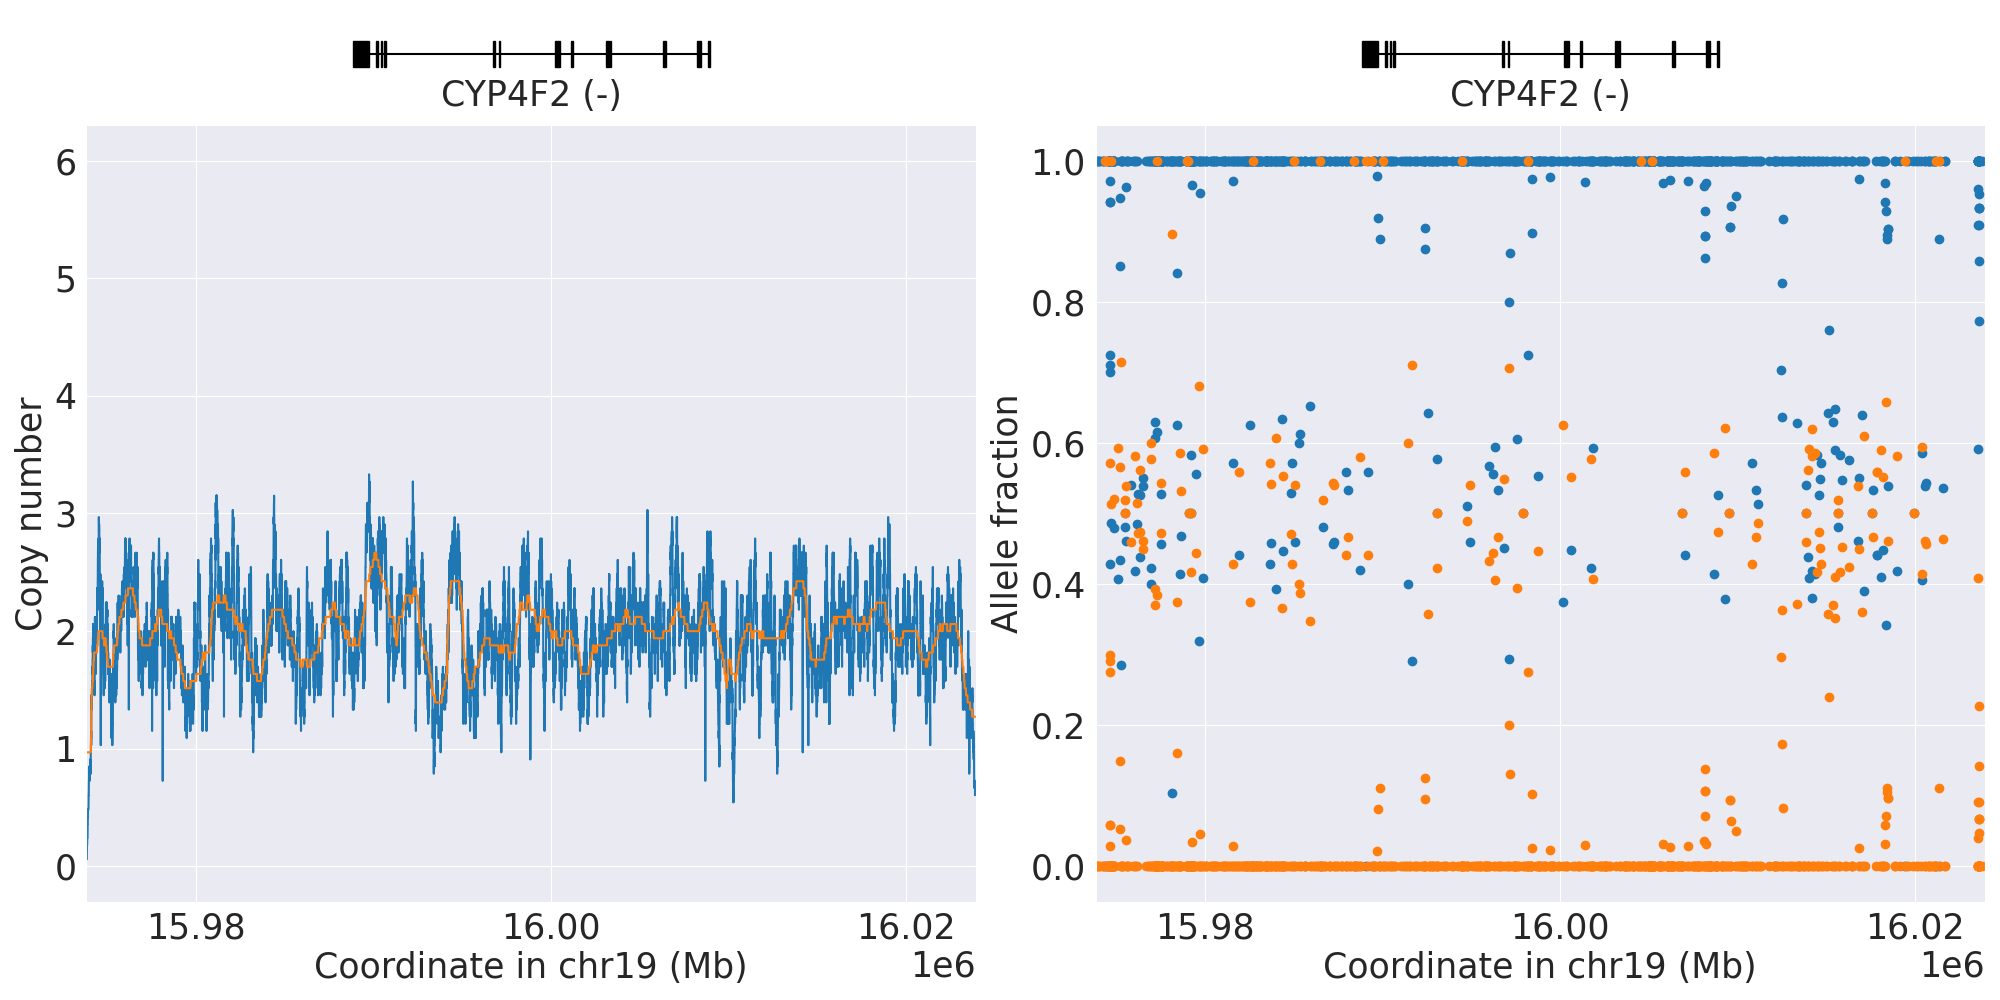 CYP4F2 (-)
CYP4F2 (-)
Copy number
6
5
4
3
2
1
0
15.98
16.00
16.02
Coordinate in chr19 (Mb)
1e6
Allele fraction
1.0
0.8
0.6
0.4
0.2
0.0
15.98
16.00
16.02
Coordinate in chr19 (Mb)
1e6